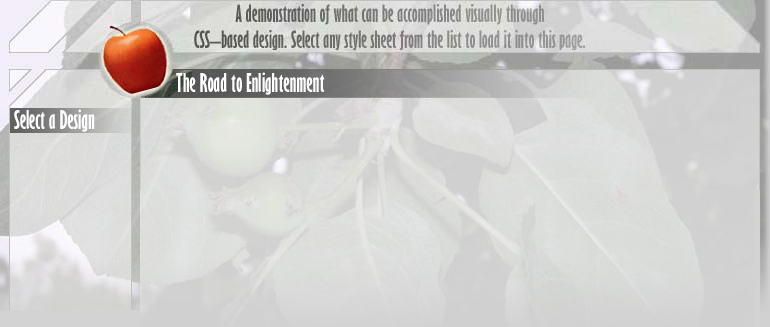 A demonstration of what can be accomplished visually through
CSS–based design. Select any style sheet from the list to load it into this page.
The Road to Enlightenment
Select a Design